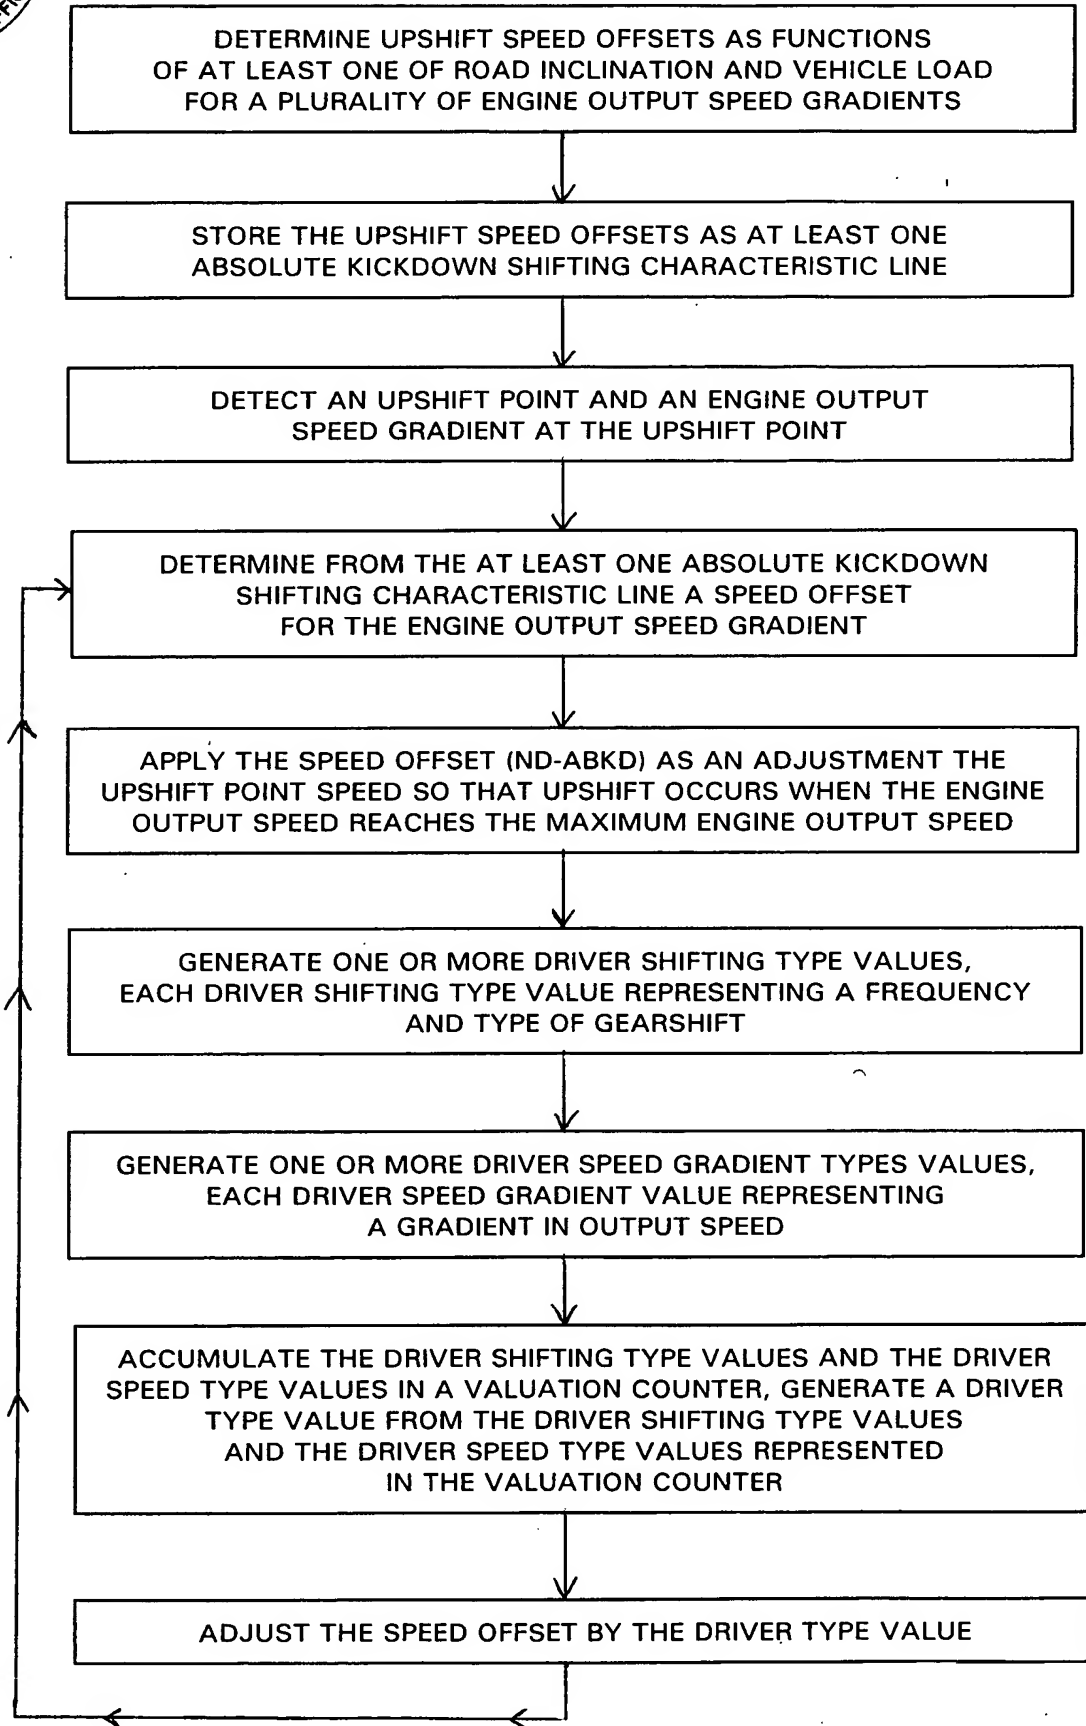 DETERMINE UPSHIFT SPEED OFFSETS AS FUNCTIONS
OF AT LEAST ONE OF ROAD INCLINATION AND VEHICLE LOAD
FOR A PLURALITY OF ENGINE OUTPUT SPEED GRADIENTS
STORE THE UPSHIFT SPEED OFFSETS AS AT LEAST ONE
ABSOLUTE KICKDOWN SHIFTING CHARACTERISTIC LINE
DETECT AN UPSHIFT POINT AND AN ENGINE OUTPUT
SPEED GRADIENT AT THE UPSHIFT POINT
DETERMINE FROM THE AT LEAST ONE ABSOLUTE KICKDOWN
SHIFTING CHARACTERISTIC LINE A SPEED OFFSET
FOR THE ENGINE OUTPUT SPEED GRADIENT
APPLY THE SPEED OFFSET (ND-ABKD) AS AN ADJUSTMENT THE
UPSHIFT POINT SPEED SO THAT UPSHIFT OCCURS WHEN THE ENGINE
OUTPUT SPEED REACHES THE MAXIMUM ENGINE OUTPUT SPEED
GENERATE ONE OR MORE DRIVER SHIFTING TYPE VALUES,
EACH DRIVER SHIFTING TYPE VALUE REPRESENTING A FREQUENCY
AND TYPE OF GEARSHIFT
GENERATE ONE OR MORE DRIVER SPEED GRADIENT TYPES VALUES,
EACH DRIVER SPEED GRADIENT VALUE REPRESENTING
A GRADIENT IN OUTPUT SPEED
ACCUMULATE THE DRIVER SHIFTING TYPE VALUES AND THE DRIVER
SPEED TYPE VALUES IN A VALUATION COUNTER, GENERATE A DRIVER
TYPE VALUE FROM THE DRIVER SHIFTING TYPE VALUES
AND THE DRIVER SPEED TYPE VALUES REPRESENTED
IN THE VALUATION COUNTER
ADJUST THE SPEED OFFSET BY THE DRIVER TYPE VALUE